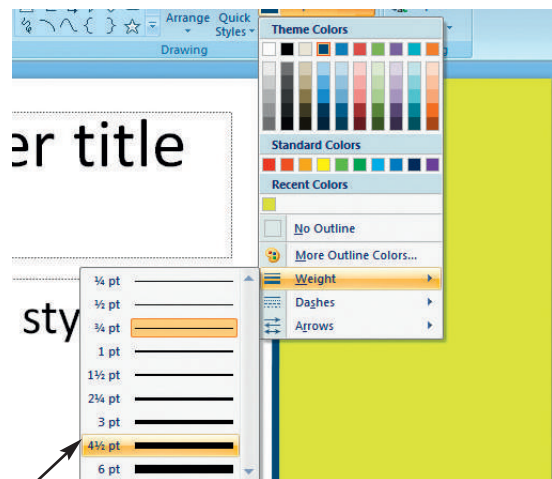 Arrange Quick
Styles
Drawing
Theme Colors
Standard Colors
Recent Colors
No Outline
More Outline Colors...
Weight
Dashes
Arrows
er title
sty
¼ pt
½ pt
¾ pt
1 pt
1½ pt
2¼ pt
3 pt
4½ pt
6 pt